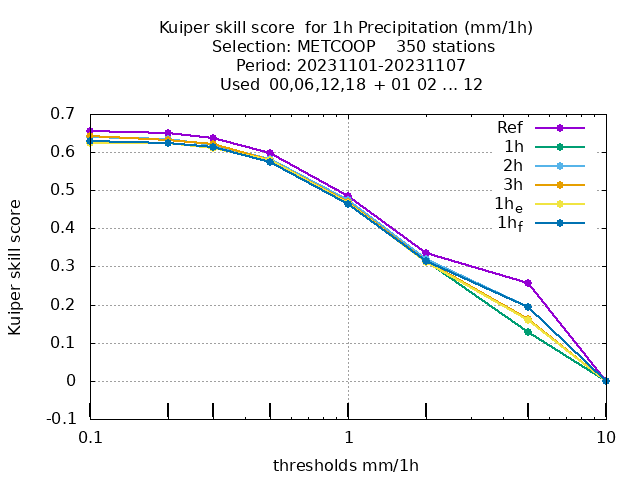 Kuiper skill score  for 1h Precipitation (mm/1h)
Selection: METCOOP    350 stations
Period: 20231101-20231107
Used  00,06,12,18  + 01 02 ... 12
0.7
0.6
0.5
0.4
0.3
0.2
0.1
0
-0.1
Kuiper skill score
Ref
1h
2h
3h
1he
1hf
0.1 1 10
thresholds mm/1h